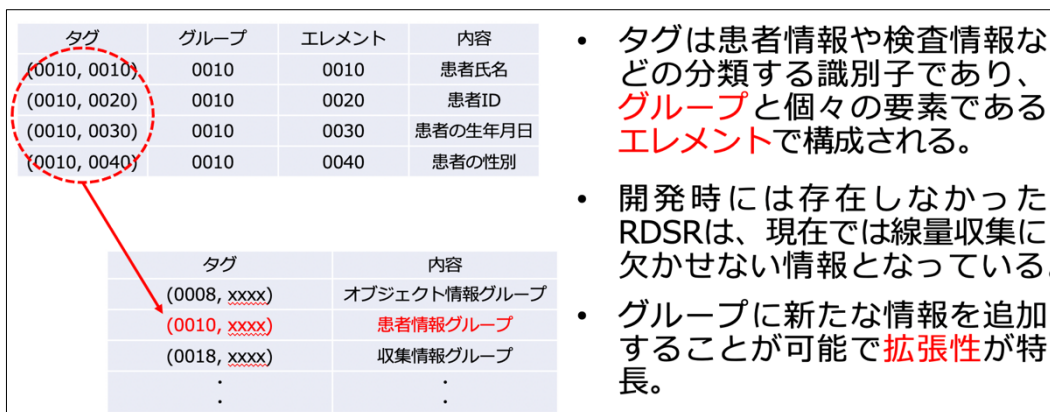 タグ グループ エレメント 内容
(0010, 0010) 0010 0010 患者氏名
(0010, 0020) 0010 0020 患者ID
(0010, 0030) 0010 0030 患者の生年月日
(0010, 0040) 0010 0040 患者の性別
タグ 内容
(0008, xxxx) オブジェクト情報グループ
(0010, xxxx) 患者情報グループ
(0018, xxxx) 収集情報グループ
・ ・
・ ・
• タグは患者情報や検査情報な
どの分類する識別子であり、
グループと個々の要素である
エレメントで構成される。
• 開発時には存在しなかった
RDSRは、現在では線量収集に
欠かせない情報となっている。
• グループに新たな情報を追加
することが可能で拡張性が特
長。